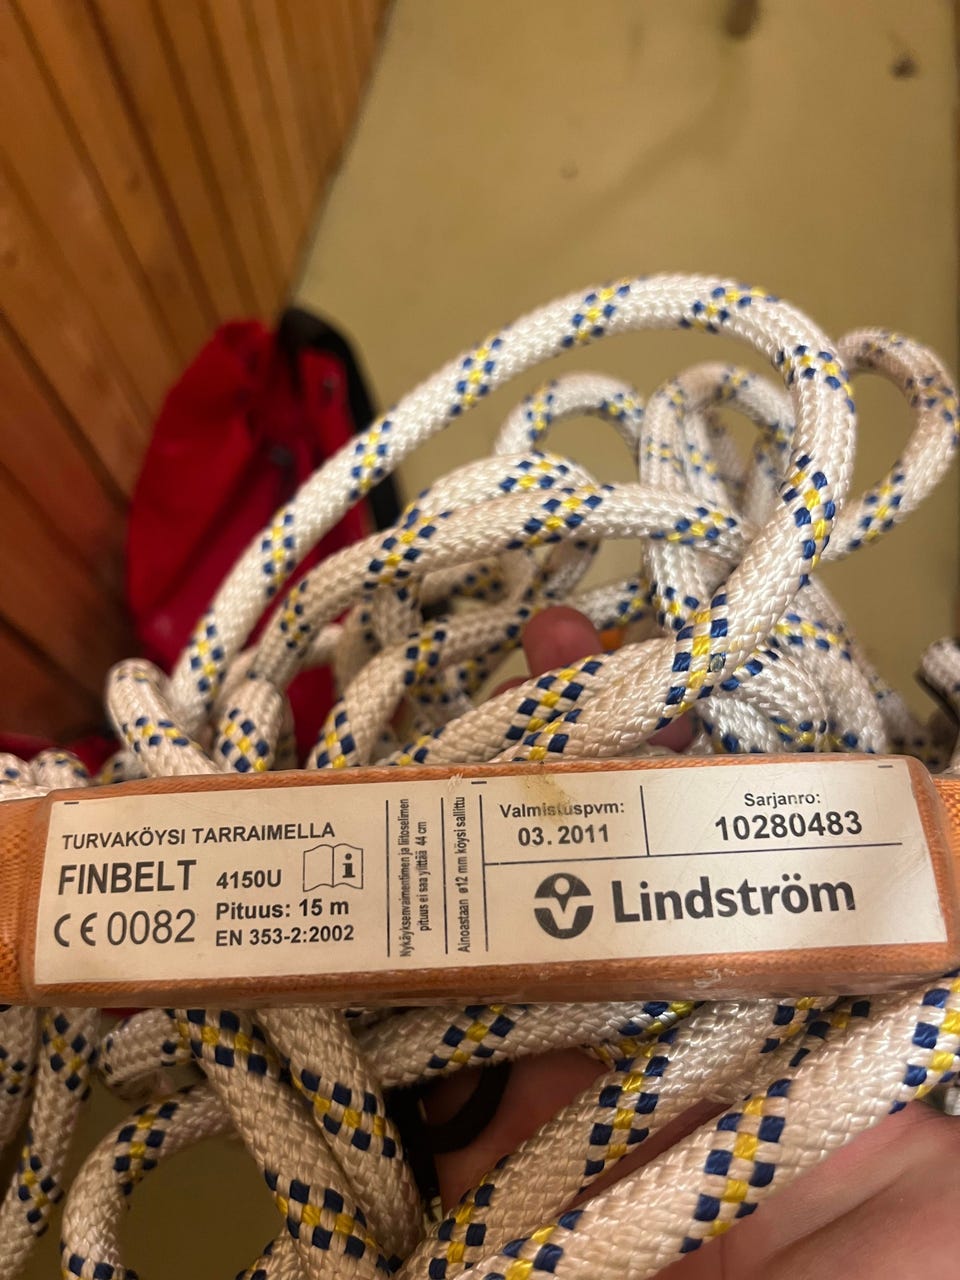 TURVAKÖYSI TARRAIMELLA
FINBELT 4150U
i
Pituus: 15 m
CE 0082
EN 353-2:2002
Nykäyksenvaimentimen ja liitoselimen
pituus ei saa ylittää 44 cm
Ainoastaan ø12 mm köysi sallittu
Valmistuspvm:
03.2011
Sarjanro:
10280483
Lindström